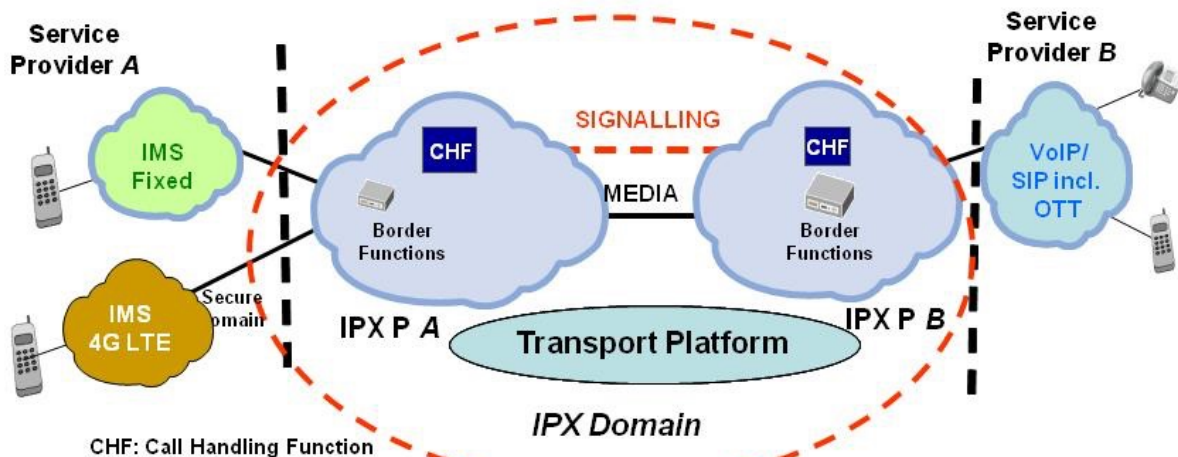 Service
Provider A
IMS
Fixed
IMS
4G LTE
Secure
omain
CHF
Border
Functions
IPX P A
SIGNALLING
MEDIA
CHF
Border
Functions
IPX P B
Transport Platform
IPX Domain
Service
Provider B
VoIP/
SIP incl.
OTT
CHF: Call Handling Function